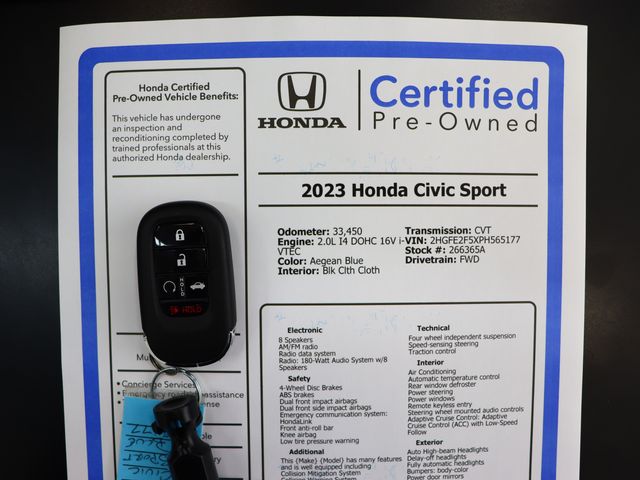 Honda Certified
Pre-Owned Vehicle Benefits:
This vehicle has undergone
an inspection and
reconditioning completed by
trained professionals at this
authorized Honda dealership.
HONDA
Certified
Pre-Owned
2023 Honda Civic Sport
Odometer: 33,450
Engine: 2.0L I4 DOHC 16V i-
VTEC
Color: Aegean Blue
Interior: Blk Clth Cloth
Transmission: CVT
VIN: 2HGFE2F5XPH565177
Stock #: 266365A
Drivetrain: FWD
HOLD
HOLD
Mul
• Concierge Services
• Emergency road assistance
Electronic
8 Speakers
AM/FM radio
Radio data system
Radio: 180-Watt Audio System w/8
Speakers
Safety
4-Wheel Disc Brakes
ABS brakes
Dual front impact airbags
Dual front side impact airbags
Emergency communication system:
HondaLink
Front anti-roll bar
Knee airbag
Low tire pressure warning
Additional
This {Make} {Model} has many features
and is well equipped including
Collision Mitigation System
Technical
Four wheel independent suspension
Speed-sensing steering
Traction control
Interior
Air Conditioning
Automatic temperature control
Rear window defroster
Power steering
Power windows
Remote keyless entry
Steering wheel mounted audio controls
Adaptive Cruise Control: Adaptive
Cruise Control (ACC) with Low-Speed
Follow
Exterior
Auto High-beam Headlights
Delay-off headlights
Fully automatic headlights
Bumpers: body-color
Power door mirrors
BLUE
SPORT
CIVIC